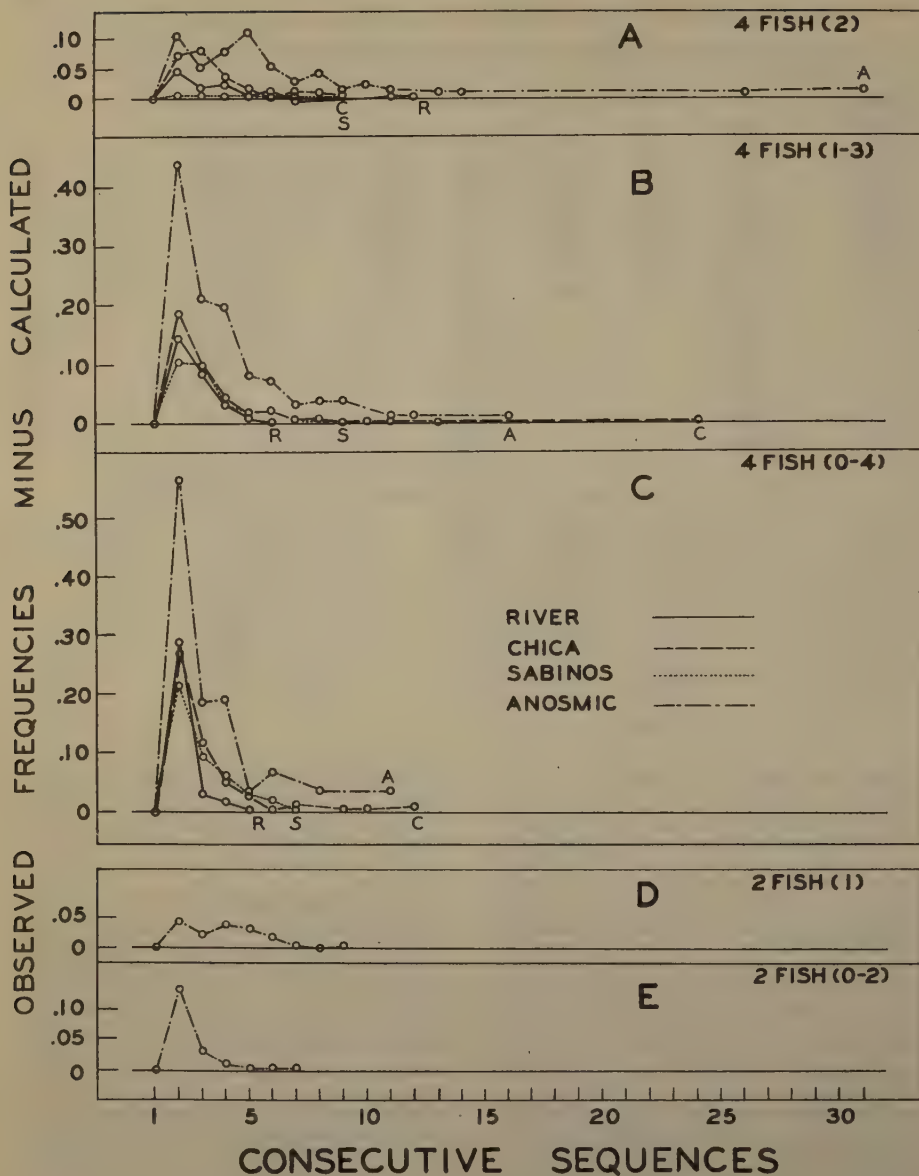 OBSERVED FREQUENCIES MINUS CALCULATED
A
4 FISH (2)
.10
.05
0
A
C
S
R
B
4 FISH (1-3)
.40
.30
.20
.10
0
R
S
A
C
C
4 FISH (0-4)
.50
.40
.30
.20
.10
0
RIVER
CHICA
SABINOS
ANOSMIC
A
R
S
C
D
2 FISH (1)
.05
0
E
2 FISH (0-2)
.10
.05
0
1 5 10 15 20 25 30
CONSECUTIVE SEQUENCES